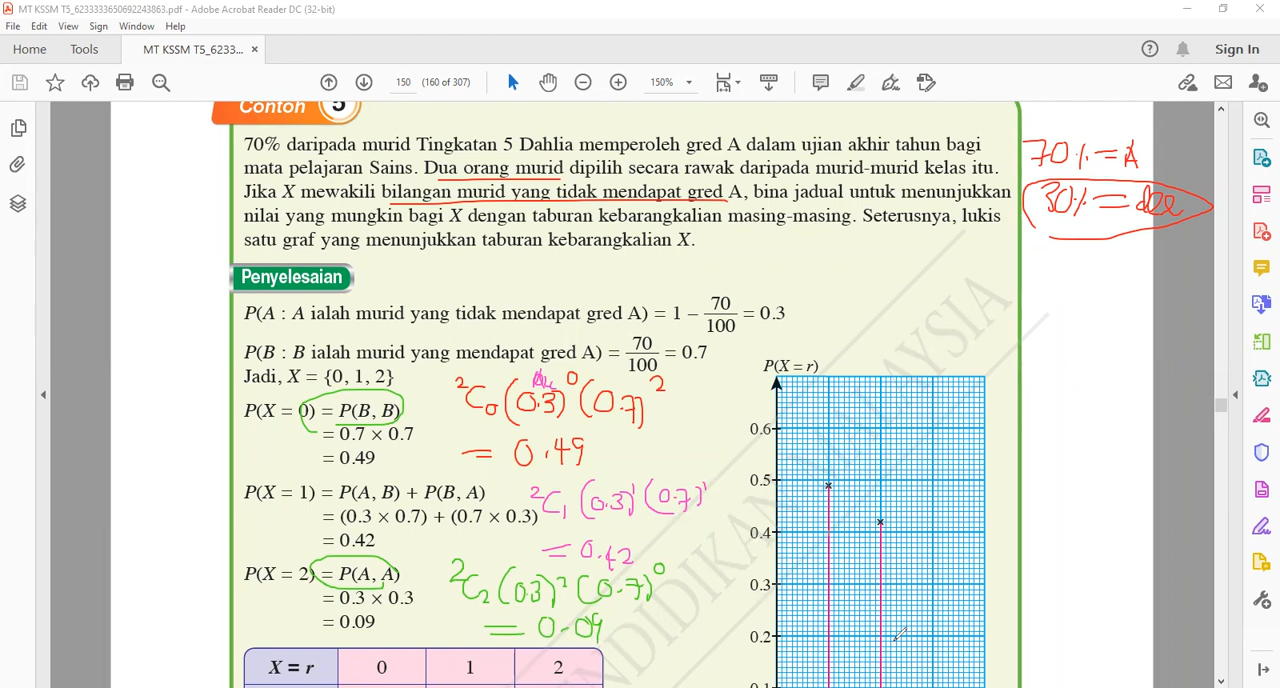 MT KSSM T5_6233333650692243863.pdf - Adobe Acrobat Reader DC (32-bit)
File Edit View Sign Window Help
Home Tools MT KSSM T5_6233... × Sign In
150 (160 of 307) 150%
Contoh 5
70% daripada murid Tingkatan 5 Dahlia memperoleh gred A dalam ujian akhir tahun bagi
mata pelajaran Sains. Dua orang murid dipilih secara rawak daripada murid-murid kelas itu.
Jika X mewakili bilangan murid yang tidak mendapat gred A, bina jadual untuk menunjukkan
nilai yang mungkin bagi X dengan taburan kebarangkalian masing-masing. Seterusnya, lukis
satu graf yang menunjukkan taburan kebarangkalian X.
70% = A
30% =
Penyelesaian
P(A : A ialah murid yang tidak mendapat gred A) = 1 − 70/100 = 0.3
P(B : B ialah murid yang mendapat gred A) = 70/100 = 0.7
Jadi, X = {0, 1, 2}
P(X = 0) = P(B, B)
= 0.7 × 0.7
= 0.49
²C₀ (0.3)⁰ (0.7)²
= 0.49
P(X = 1) = P(A, B) + P(B, A)
= (0.3 × 0.7) + (0.7 × 0.3)
= 0.42
²C₁ (0.3)¹ (0.7)¹
= 0.42
P(X = 2) = P(A, A)
= 0.3 × 0.3
= 0.09
²C₂ (0.3)² (0.7)⁰
= 0.09
X = r 0 1 2
P(X = r)
0.6
0.5
0.4
0.3
0.2
0.1
PENDIDIKAN MALAYSIA